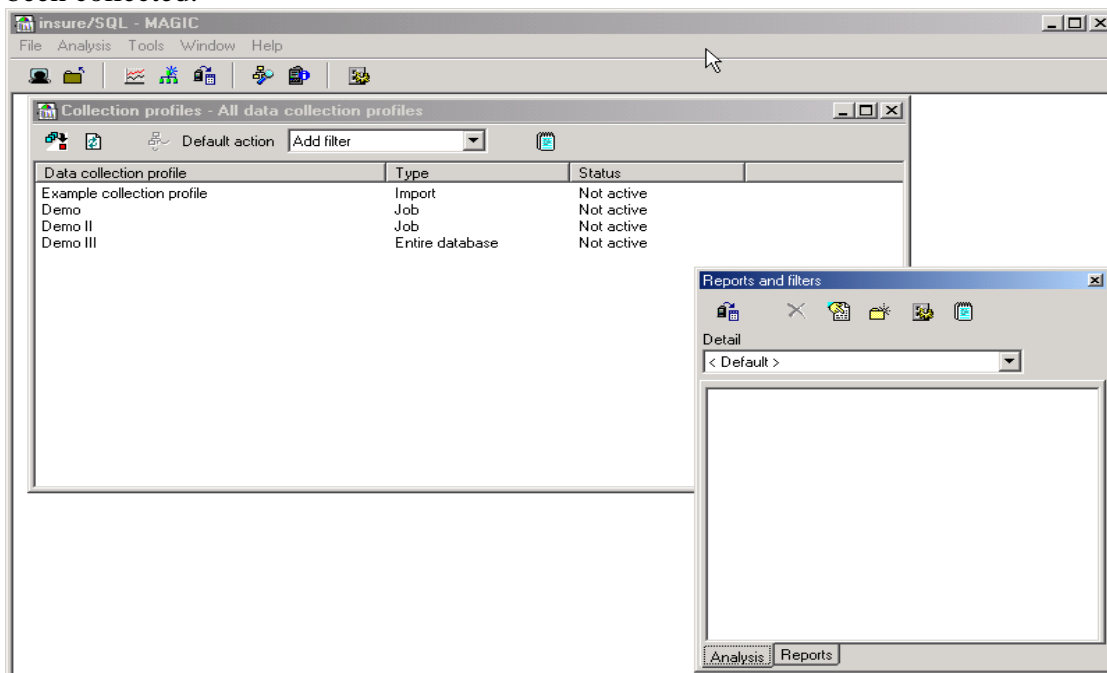 been collected.
insure/SQL - MAGIC
File Analysis Tools Window Help
Collection profiles - All data collection profiles
Default action Add filter
Data collection profile Type Status
Example collection profile Import Not active
Demo Job Not active
Demo II Job Not active
Demo III Entire database Not active
Reports and filters
Detail
< Default >
Analysis Reports